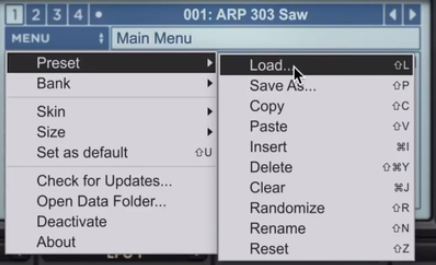 1 2 3 4 • 001: ARP 303 Saw
MENU Main Menu
Preset
Bank
Skin
Size
Set as default ⇧U
Check for Updates...
Open Data Folder...
Deactivate
About
Load... ⇧L
Save As... ⇧P
Copy ⇧C
Paste ⇧V
Insert ⌘I
Delete ⇧⌘Y
Clear ⌘J
Randomize ⇧R
Rename ⇧N
Reset ⇧Z